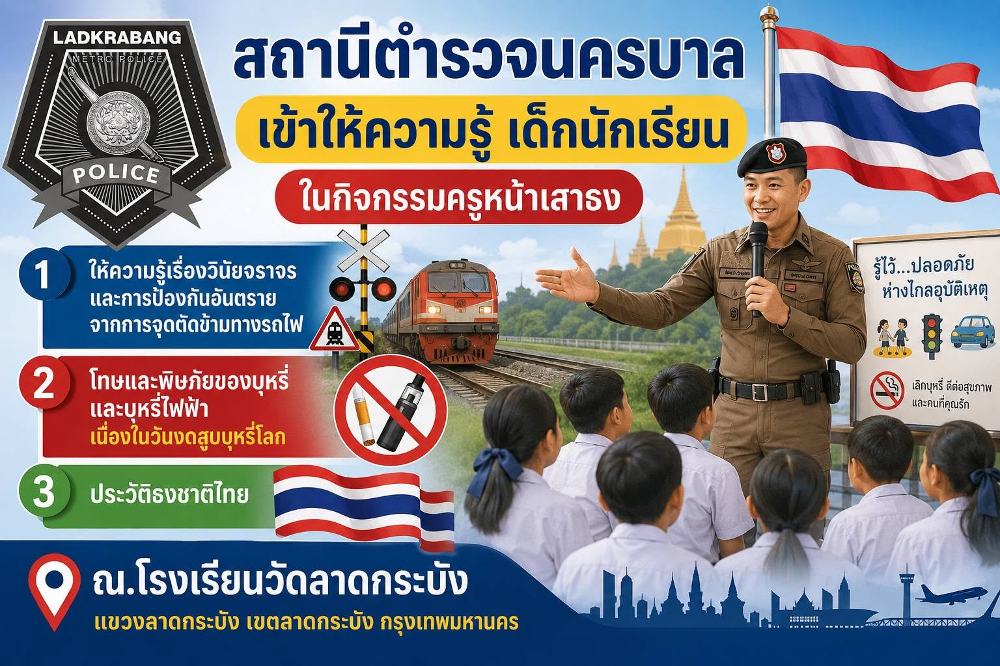 LADKRABANG
METRO POLICE
POLICE
สถานีตำรวจนครบาล
เข้าให้ความรู้ เด็กนักเรียน
ในกิจกรรมครูหน้าเสาธง
1
ให้ความรู้เรื่องวินัยจราจร
และการป้องกันอันตราย
จากการจุดตัดข้ามทางรถไฟ
2
โทษและพิษภัยของบุหรี่
และบุหรี่ไฟฟ้า
เนื่องในวันงดสูบบุหรี่โลก
3
ประวัติธงชาติไทย
รู้ไว้...ปลอดภัย
ห่างไกลอุบัติเหตุ
เลิกบุหรี่ ดีต่อสุขภาพ
และคนที่คุณรัก
ณ.โรงเรียนวัดลาดกระบัง
แขวงลาดกระบัง เขตลาดกระบัง กรุงเทพมหานคร